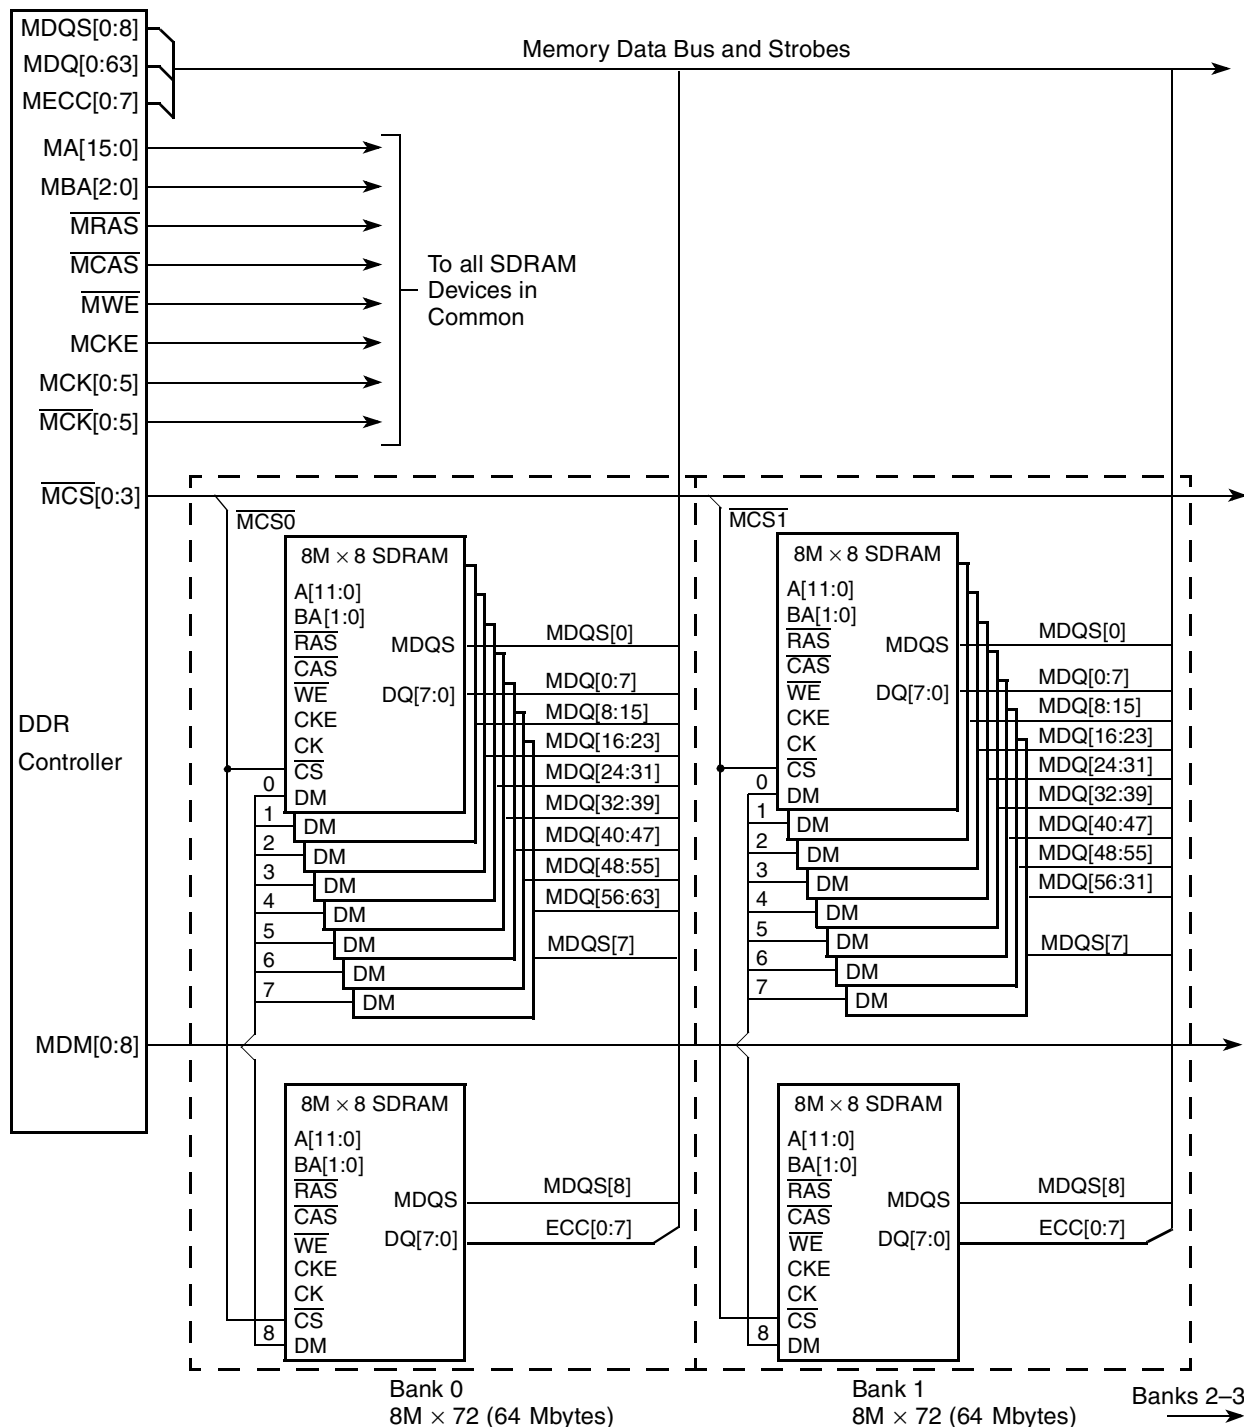 MDQS[0:8]
MDQ[0:63]
MECC[0:7]
Memory Data Bus and Strobes
MA[15:0]
MBA[2:0]
MRAS
MCAS
MWE
MCKE
MCK[0:5]
MCK[0:5]
To all SDRAM
Devices in
Common
MCS[0:3]
DDR
Controller
MDM[0:8]
MCS0
8M × 8 SDRAM
A[11:0]
BA[1:0]
RAS
CAS
WE
CKE
CK
CS
DM
MDQS
DQ[7:0]
0
1
2
3
4
5
6
7
DM
DM
DM
DM
DM
DM
DM
MDQS[0]
MDQ[0:7]
MDQ[8:15]
MDQ[16:23]
MDQ[24:31]
MDQ[32:39]
MDQ[40:47]
MDQ[48:55]
MDQ[56:63]
MDQS[7]
8M × 8 SDRAM
A[11:0]
BA[1:0]
RAS
CAS
WE
CKE
CK
CS
DM
8
MDQS
DQ[7:0]
MDQS[8]
ECC[0:7]
Bank 0
8M × 72 (64 Mbytes)
MCS1
8M × 8 SDRAM
A[11:0]
BA[1:0]
RAS
CAS
WE
CKE
CK
CS
DM
MDQS
DQ[7:0]
0
1
2
3
4
5
6
7
DM
DM
DM
DM
DM
DM
DM
MDQS[0]
MDQ[0:7]
MDQ[8:15]
MDQ[16:23]
MDQ[24:31]
MDQ[32:39]
MDQ[40:47]
MDQ[48:55]
MDQ[56:31]
MDQS[7]
8M × 8 SDRAM
A[11:0]
BA[1:0]
RAS
CAS
WE
CKE
CK
CS
DM
8
MDQS
DQ[7:0]
MDQS[8]
ECC[0:7]
Bank 1
8M × 72 (64 Mbytes)
Banks 2–3